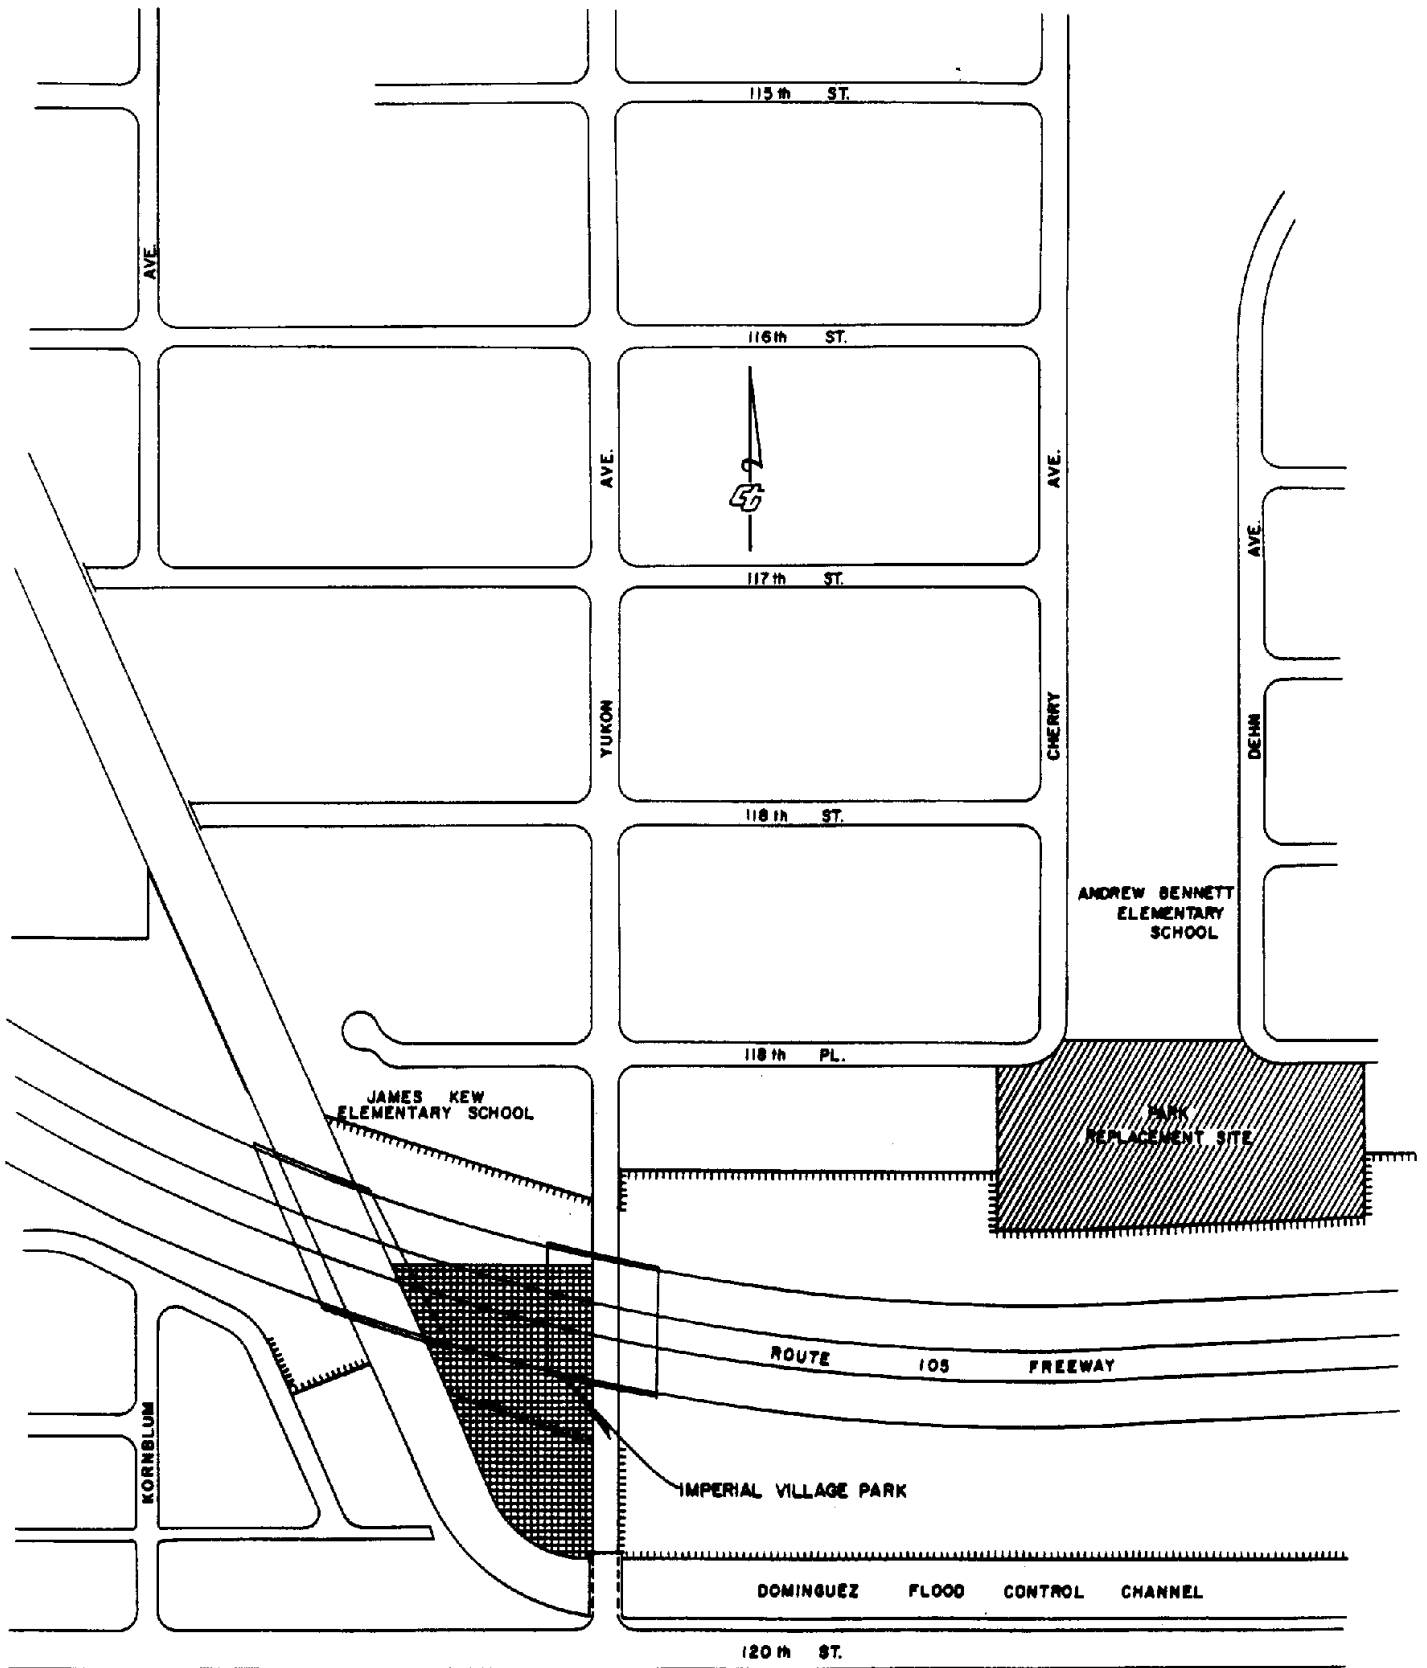 115th ST.
AVE.
116th ST.
AVE.
AVE.
AVE.
117th ST.
YUKON
CHERRY
DEHN
118th ST.
ANDREW BENNETT
ELEMENTARY
SCHOOL
118th PL.
JAMES KEW
ELEMENTARY SCHOOL
PARK
REPLACEMENT SITE
ROUTE 105 FREEWAY
KORNBLUM
IMPERIAL VILLAGE PARK
DOMINGUEZ FLOOD CONTROL CHANNEL
120th ST.